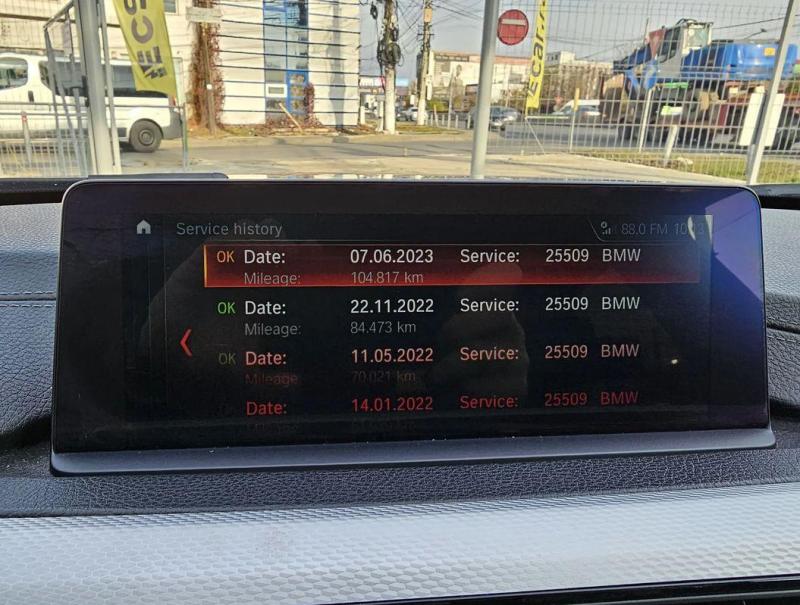 Service history 88.0 FM
OK Date: 07.06.2023 Service: 25509 BMW
Mileage: 104.817 km
OK Date: 22.11.2022 Service: 25509 BMW
Mileage: 84.473 km
OK Date: 11.05.2022 Service: 25509 BMW
Mileage: 70.021 km
Date: 14.01.2022 Service: 25509 BMW